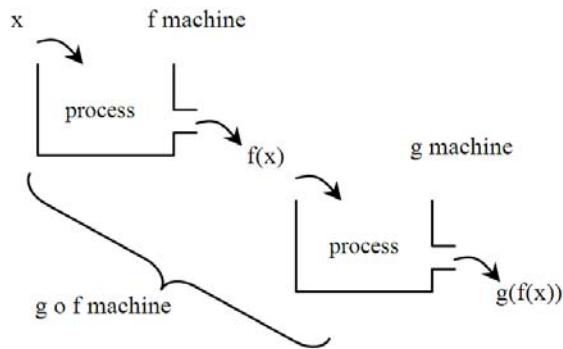 x
f machine
process
f(x)
g machine
process
g(f(x))
g o f machine